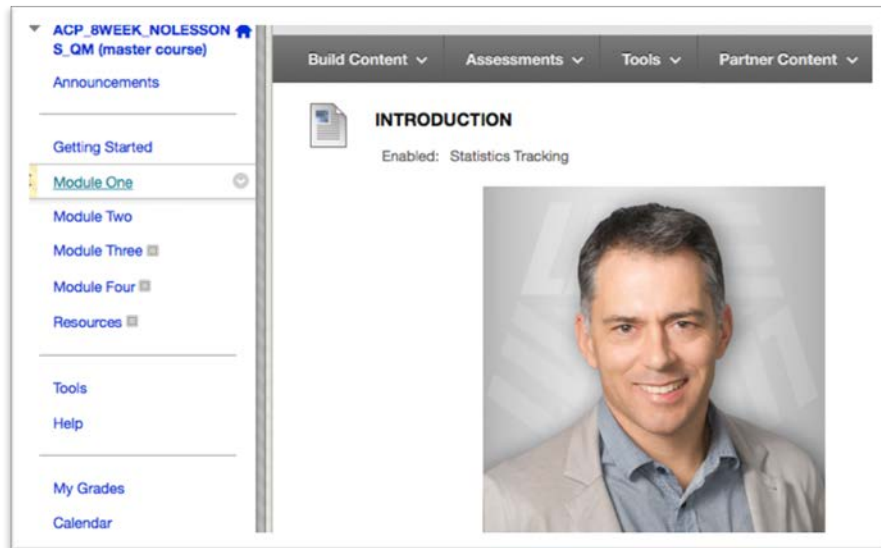 ACP_8WEEK_NOLESSON
S_QM (master course)
Announcements
Getting Started
Module One
Module Two
Module Three
Module Four
Resources
Tools
Help
My Grades
Calendar
Build Content
Assessments
Tools
Partner Content
INTRODUCTION
Enabled: Statistics Tracking